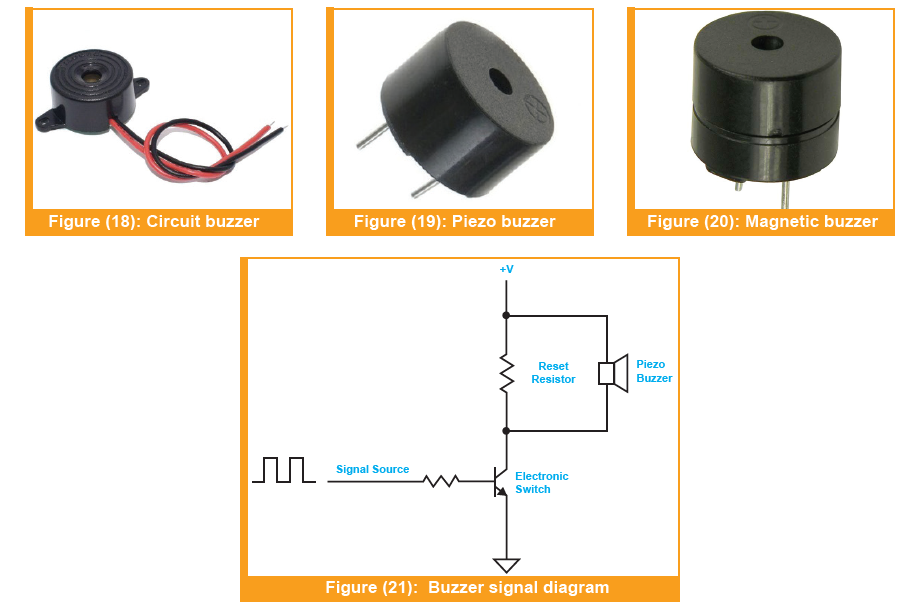 Figure (18): Circuit buzzer
Figure (19): Piezo buzzer
Figure (20): Magnetic buzzer
+V
Reset
Resistor
Piezo
Buzzer
Signal Source
Electronic
Switch
Figure (21): Buzzer signal diagram